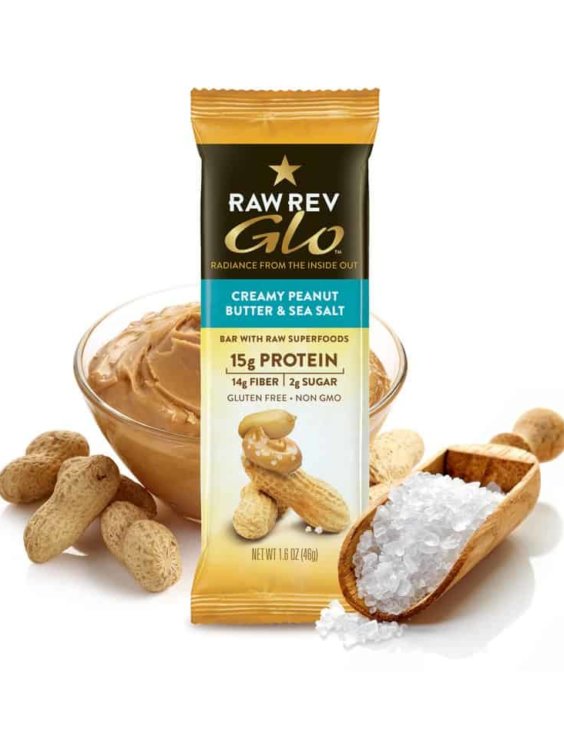 RAW REV
Glo™
RADIANCE FROM THE INSIDE OUT
CREAMY PEANUT
BUTTER & SEA SALT
BAR WITH RAW SUPERFOODS
15g PROTEIN
14g FIBER | 2g SUGAR
GLUTEN FREE • NON GMO
NET WT 1.6 OZ (46g)